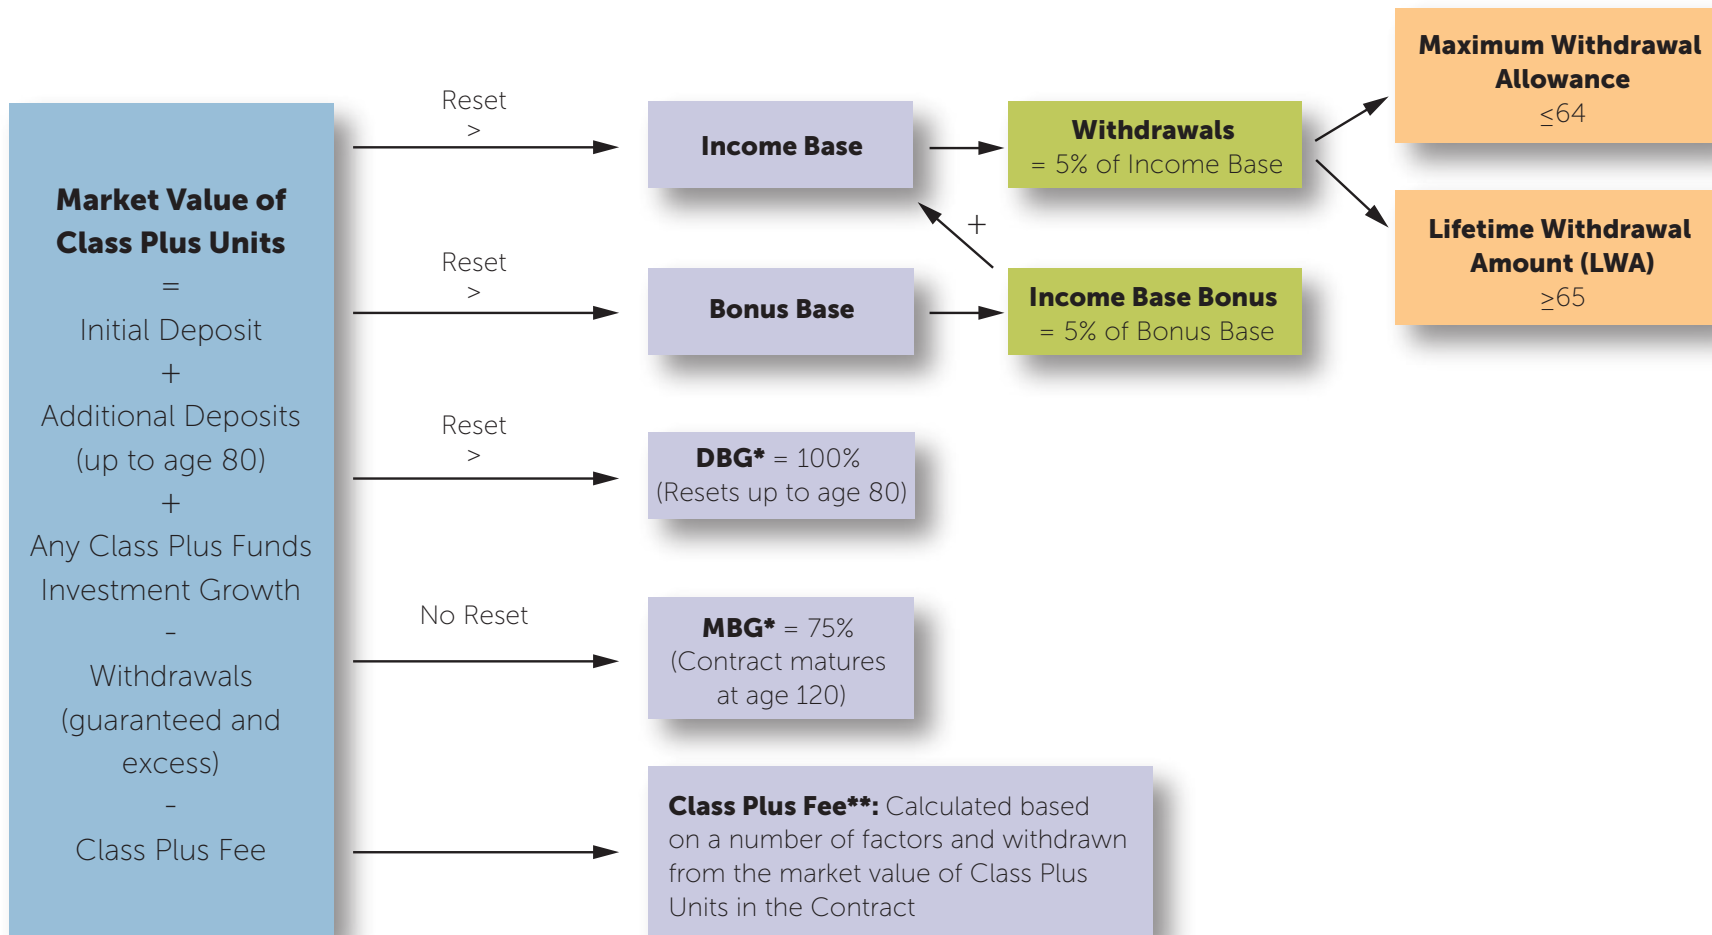 Market Value of
Class Plus Units
=
Initial Deposit
+
Additional Deposits
(up to age 80)
+
Any Class Plus Funds
Investment Growth
-
Withdrawals
(guaranteed and
excess)
-
Class Plus Fee
Reset
>
Income Base
Withdrawals
= 5% of Income Base
Maximum Withdrawal
Allowance
≤64
Lifetime Withdrawal
Amount (LWA)
≥65
+
Reset
>
Bonus Base
Income Base Bonus
= 5% of Bonus Base
Reset
>
DBG* = 100%
(Resets up to age 80)
No Reset
MBG* = 75%
(Contract matures
at age 120)
Class Plus Fee**: Calculated based
on a number of factors and withdrawn
from the market value of Class Plus
Units in the Contract